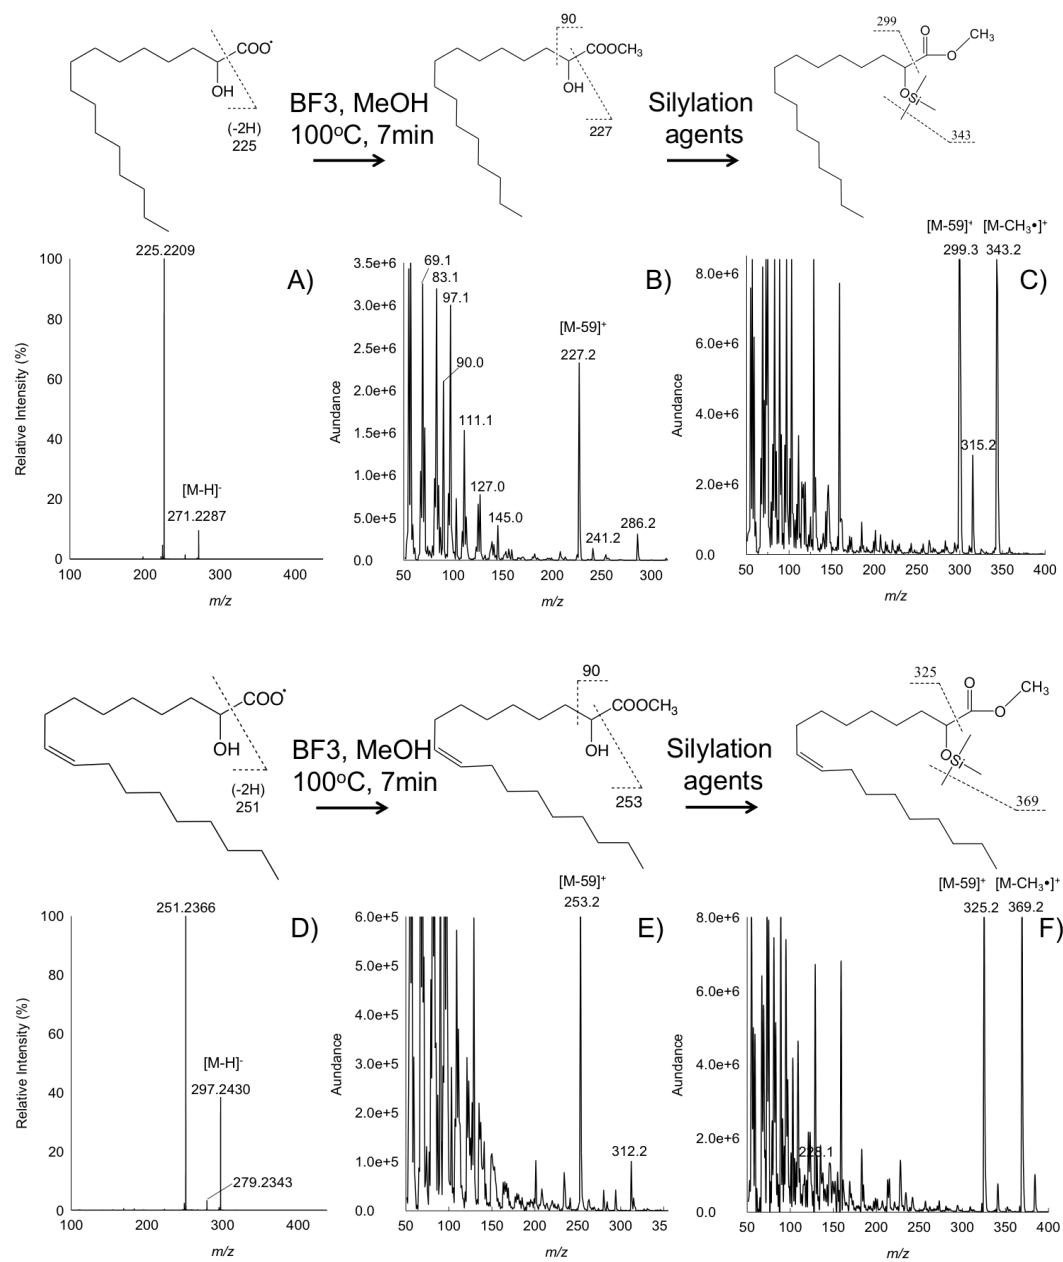 COO•
OH
(-2H)
225
BF3, MeOH
100ºC, 7min
90
COOCH3
OH
227
Silylation
agents
299
O
CH3
O
O
Si
343
225.2209
[M-H]-
271.2287
A)
100
80
60
40
20
0
Relative Intensity (%)
100
200
300
400
m/z
3.5e+6
3.0e+6
2.5e+6
2.0e+6
1.5e+6
1.0e+6
5.0e+5
0.0
Aundance
69.1
83.1
97.1
90.0
111.1
127.0
145.0
[M-59]+
227.2
241.2
286.2
B)
50
100
150
200
250
300
m/z
[M-59]+ [M-CH3•]+
299.3 343.2
315.2
C)
8.0e+6
6.0e+6
4.0e+6
2.0e+6
0.0
Aundance
50
100
150
200
250
300
350
400
m/z
COO•
OH
(-2H)
251
BF3, MeOH
100ºC, 7min
90
COOCH3
OH
253
Silylation
agents
325
O
CH3
O
O
Si
369
251.2366
[M-H]-
297.2430
279.2343
D)
100
80
60
40
20
0
Relative Intensity (%)
100
200
300
400
m/z
[M-59]+
253.2
312.2
E)
6.0e+5
5.0e+5
4.0e+5
3.0e+5
2.0e+5
1.0e+5
0.0
Aundance
50
100
150
200
250
300
35
m/z
[M-59]+ [M-CH3•]+
325.2 369.2
228.1
F)
8.0e+6
6.0e+6
4.0e+6
2.0e+6
0.0
Aundance
50
100
150
200
250
300
350
400
m/z